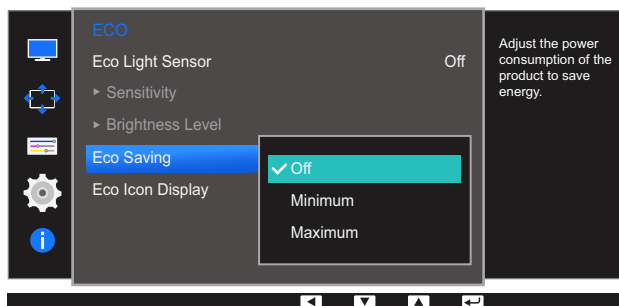 ECO
Eco Light Sensor Off
▸ Sensitivity
▸ Brightness Level
Eco Saving
Eco Icon Display
✓ Off
Minimum
Maximum
Adjust the power
consumption of the
product to save
energy.